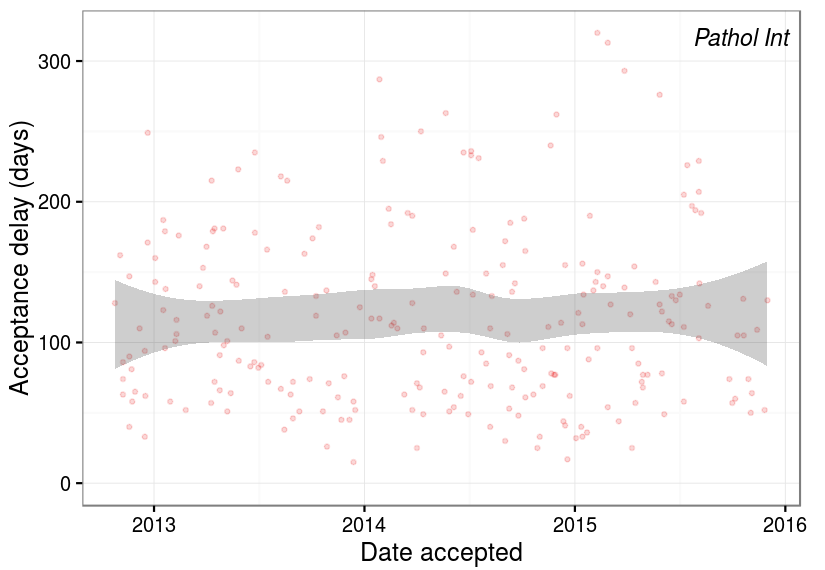 Pathol Int
Acceptance delay (days)
300
200
100
0
2013 2014 2015 2016
Date accepted